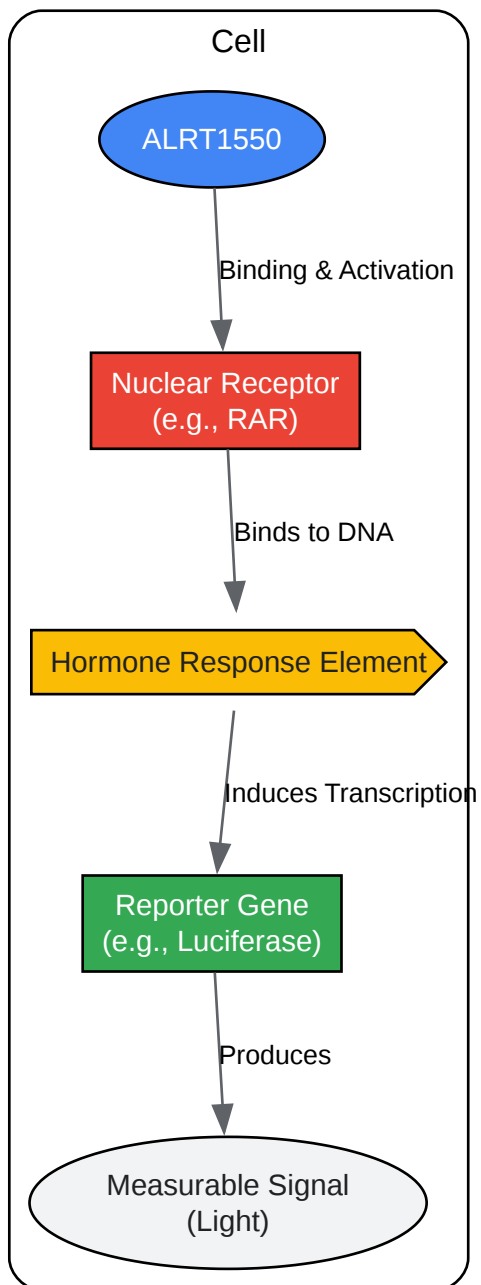 Cell
ALRT1550
Binding & Activation
Nuclear Receptor
(e.g., RAR)
Binds to DNA
Hormone Response Element
Induces Transcription
Reporter Gene
(e.g., Luciferase)
Produces
Measurable Signal
(Light)